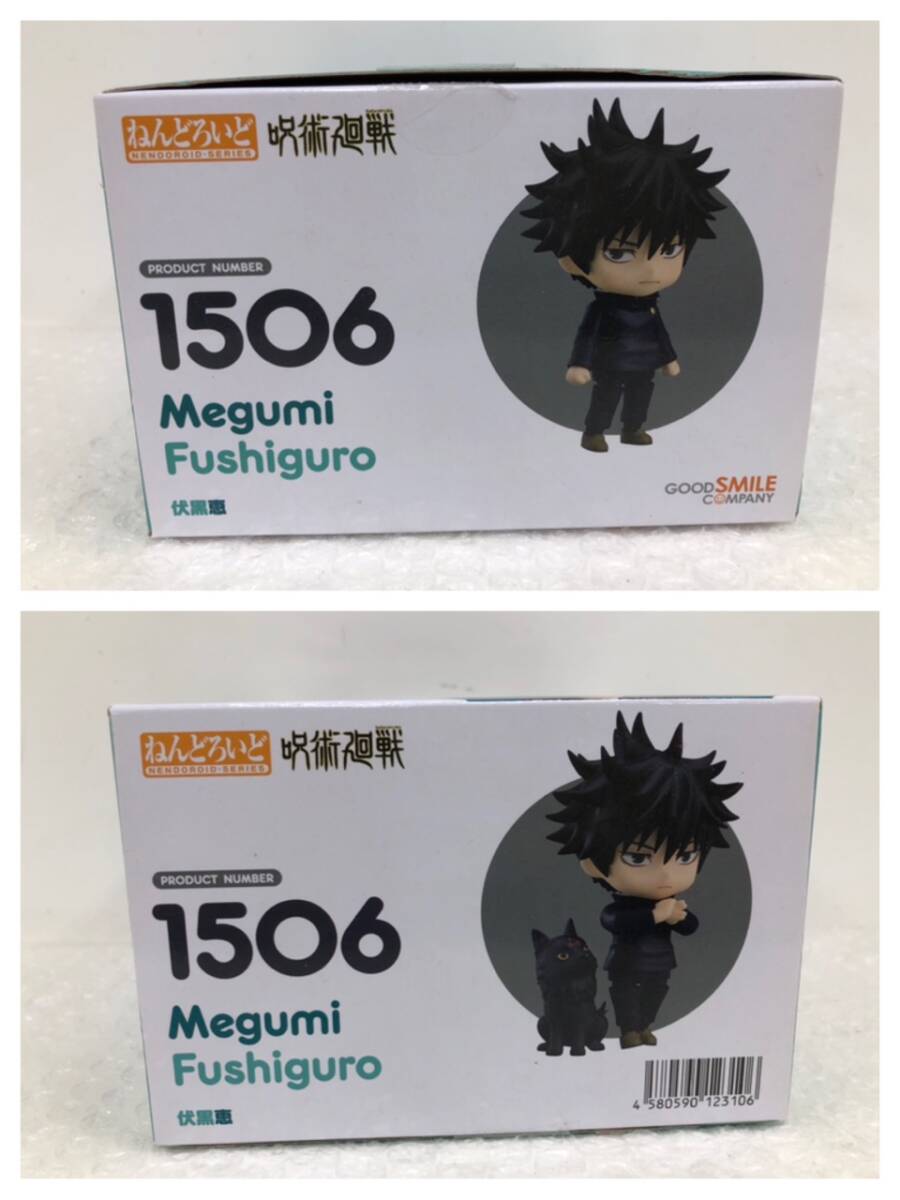 ねんどろいど 呪術廻戦
NENDOROID-SERIES
PRODUCT NUMBER
1506
Megumi
Fushiguro
伏黒恵
GOOD SMILE
COMPANY
ねんどろいど 呪術廻戦
NENDOROID-SERIES
PRODUCT NUMBER
1506
Megumi
Fushiguro
伏黒恵
4 580590 123106